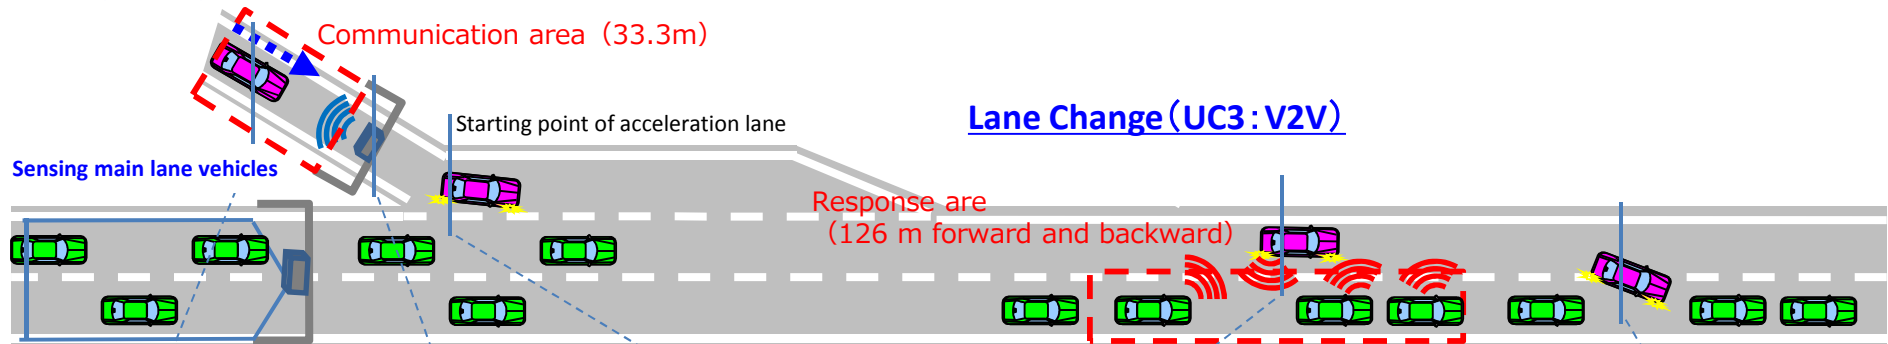 Communication area（33.3m）
Starting point of acceleration lane
Lane Change（UC3：V2V）
Sensing main lane vehicles
Response are
（126 m forward and backward）